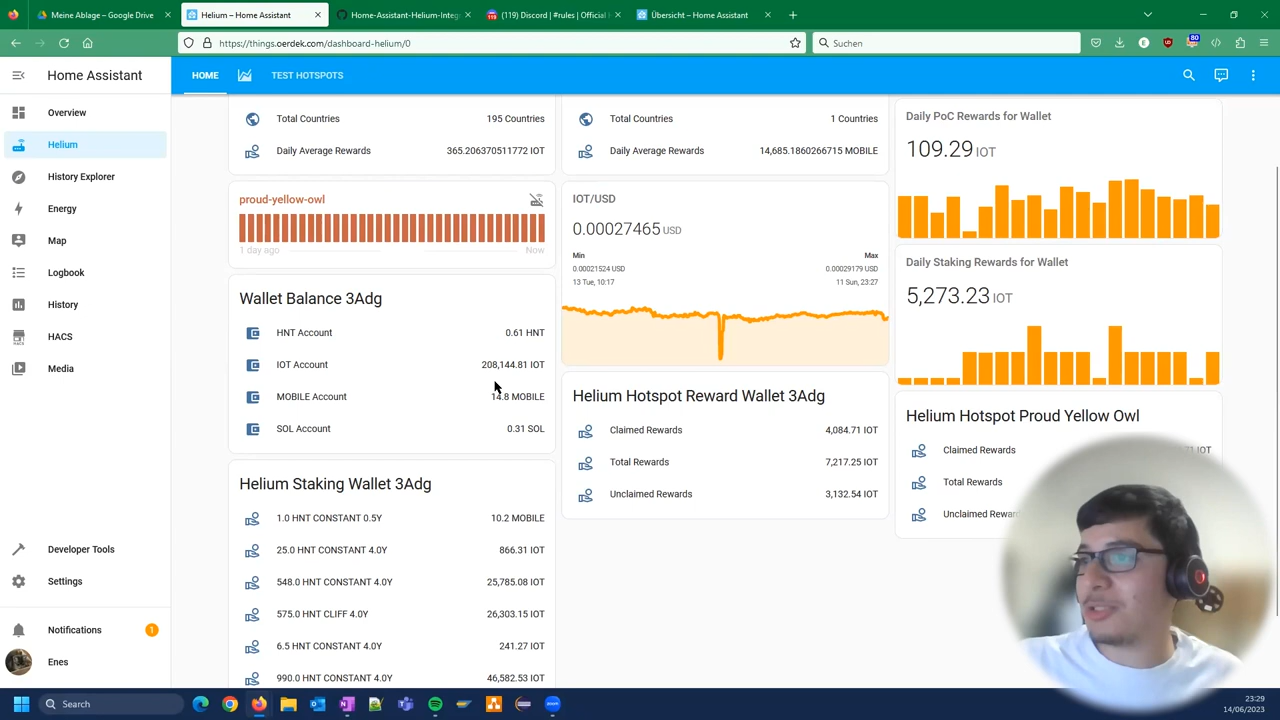 Meine Ablage – Google Drive
Helium – Home Assistant
Home-Assistant-Helium-Integ
(119) Discord | #rules | Official
Übersicht – Home Assistant
https://things.oerdek.com/dashboard-helium/0
Suchen
80
Home Assistant
HOME
TEST HOTSPOTS
Overview
Helium
History Explorer
Energy
Map
Logbook
History
HACS
HACS
Media
Developer Tools
Settings
Notifications
1
Enes
Total Countries
195 Countries
Daily Average Rewards
365.206370511772 IOT
proud-yellow-owl
1 day ago
Now
Wallet Balance 3Adg
HNT Account
0.61 HNT
IOT Account
208,144.81 IOT
MOBILE Account
14.8 MOBILE
SOL Account
0.31 SOL
Helium Staking Wallet 3Adg
1.0 HNT CONSTANT 0.5Y
10.2 MOBILE
25.0 HNT CONSTANT 4.0Y
866.31 IOT
548.0 HNT CONSTANT 4.0Y
25,785.08 IOT
575.0 HNT CLIFF 4.0Y
26,303.15 IOT
6.5 HNT CONSTANT 4.0Y
241.27 IOT
990.0 HNT CONSTANT 4.0Y
46,582.53 IOT
Total Countries
1 Countries
Daily Average Rewards
14,685.1860266715 MOBILE
IOT/USD
0.00027465 USD
Min
Max
0.00021524 USD
0.00029179 USD
13 Tue, 10:17
11 Sun, 23:27
Helium Hotspot Reward Wallet 3Adg
Claimed Rewards
4,084.71 IOT
Total Rewards
7,217.25 IOT
Unclaimed Rewards
3,132.54 IOT
Daily PoC Rewards for Wallet
109.29 IOT
Daily Staking Rewards for Wallet
5,273.23 IOT
Helium Hotspot Proud Yellow Owl
Claimed Rewards
IOT
Total Rewards
Unclaimed
Search
23:29
14/06/2023